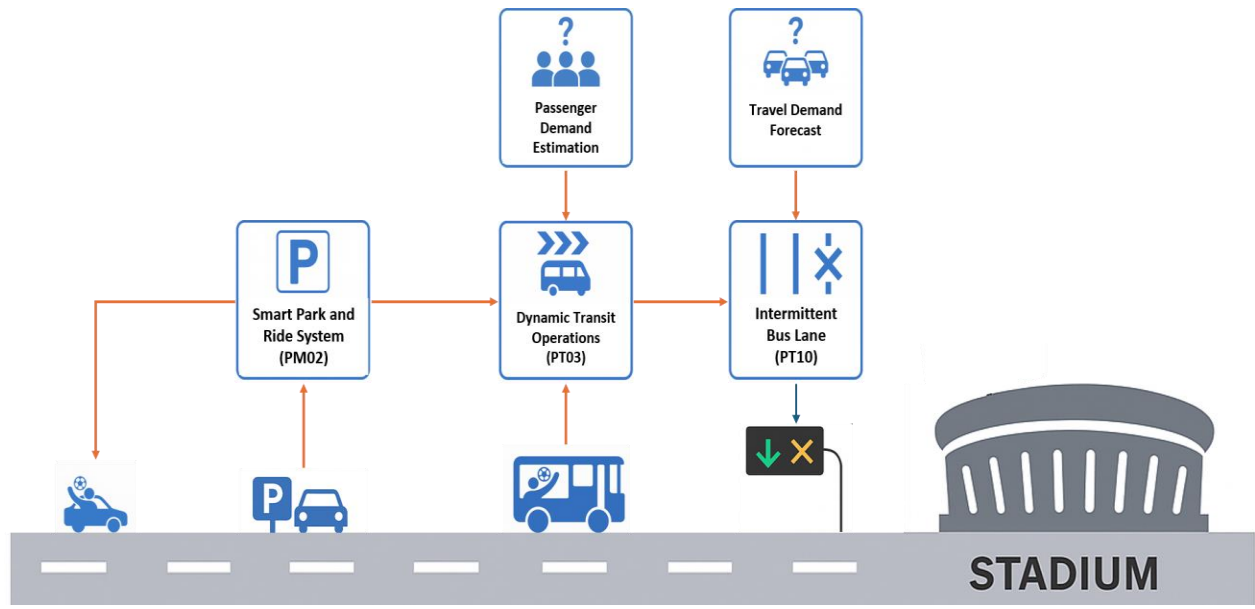 ?
Passenger
Demand
Estimation
?
Travel Demand
Forecast
P
Smart Park and
Ride System
(PM02)
Dynamic Transit
Operations
(PT03)
Intermittent
Bus Lane
(PT10)
P
STADIUM